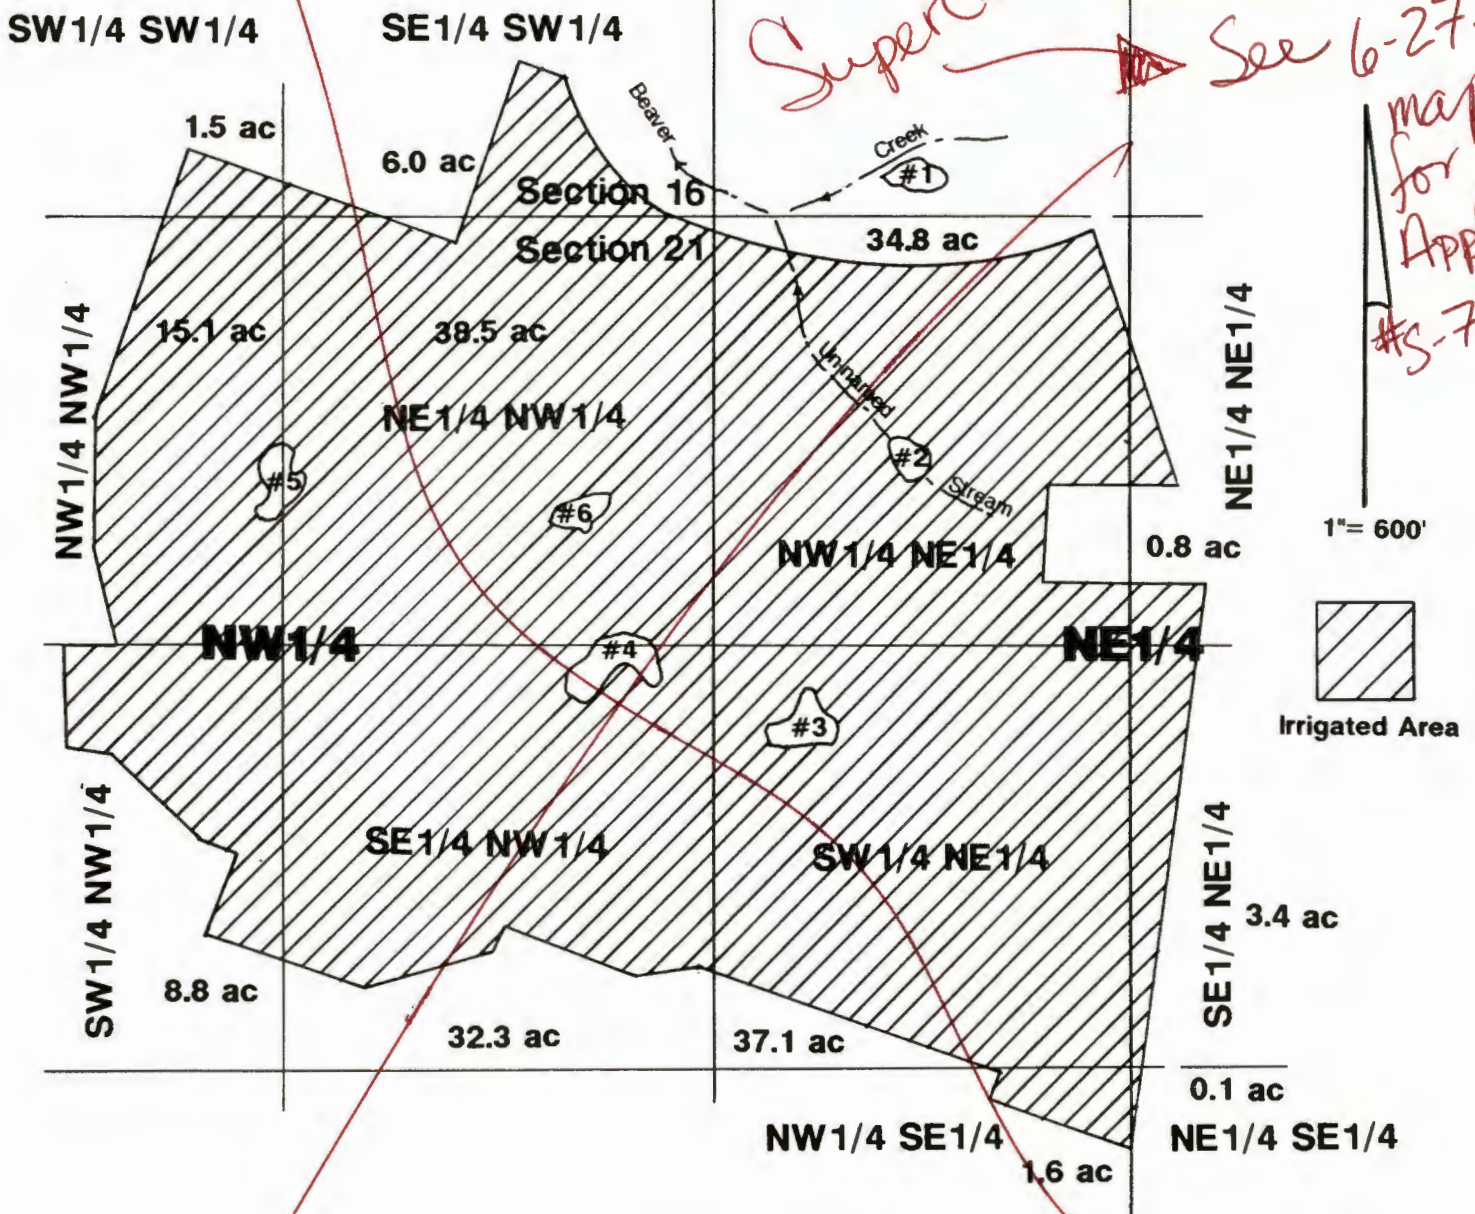 SW1/4 SW1/4
SE1/4 SW1/4
See 6-27
map
for
App
#S-7
1.5 ac
6.0 ac
Beaver
Creek
#1
Section 16
Section 21
34.8 ac
15.1 ac
38.5 ac
NW1/4 NW1/4
NE1/4 NW1/4
Unnamed
Stream
#2
NE1/4 NE1/4
#5
#6
NW1/4 NE1/4
0.8 ac
1"= 600'
NW1/4
#4
NE1/4
#3
Irrigated Area
SE1/4 NW1/4
SW1/4 NE1/4
SW1/4 NW1/4
SE1/4 NE1/4
3.4 ac
8.8 ac
32.3 ac
37.1 ac
0.1 ac
NW1/4 SE1/4
NE1/4 SE1/4
1.6 ac